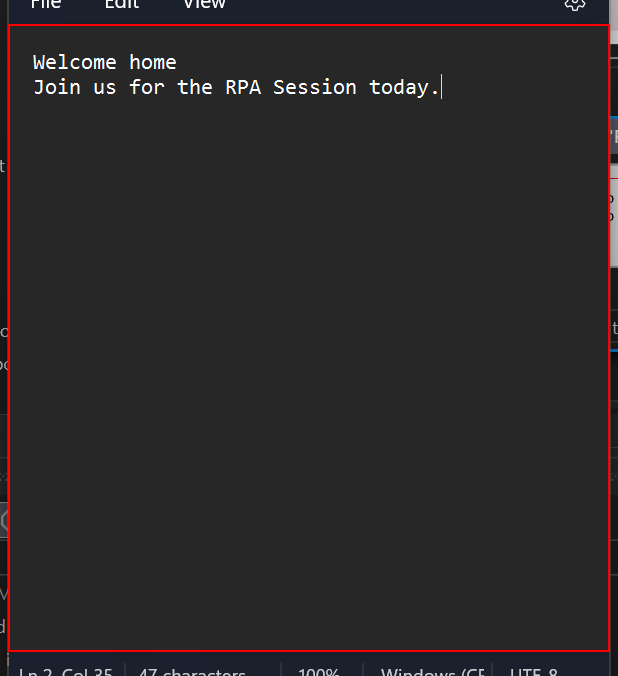 File Edit View
Welcome home
Join us for the RPA Session today.
Ln 2, Col 35 47 characters 100% Windows (CF UTF-8